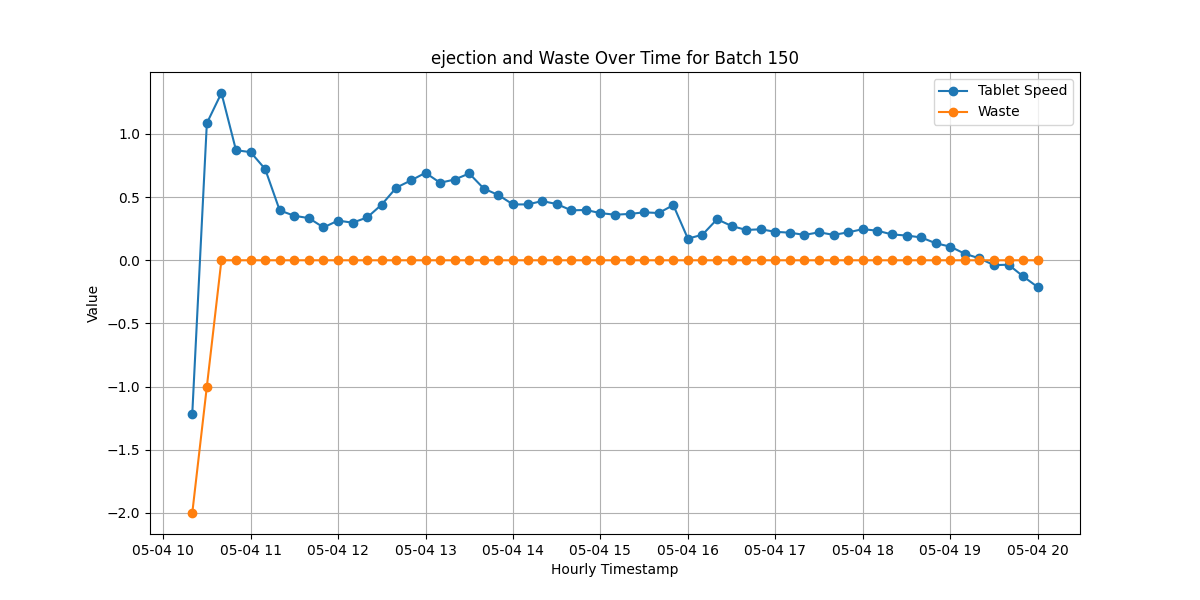 ejection and Waste Over Time for Batch 150
Tablet Speed
Waste
Value
1.0
0.5
0.0
−0.5
−1.0
−1.5
−2.0
05-04 10 05-04 11 05-04 12 05-04 13 05-04 14 05-04 15 05-04 16 05-04 17 05-04 18 05-04 19 05-04 20
Hourly Timestamp